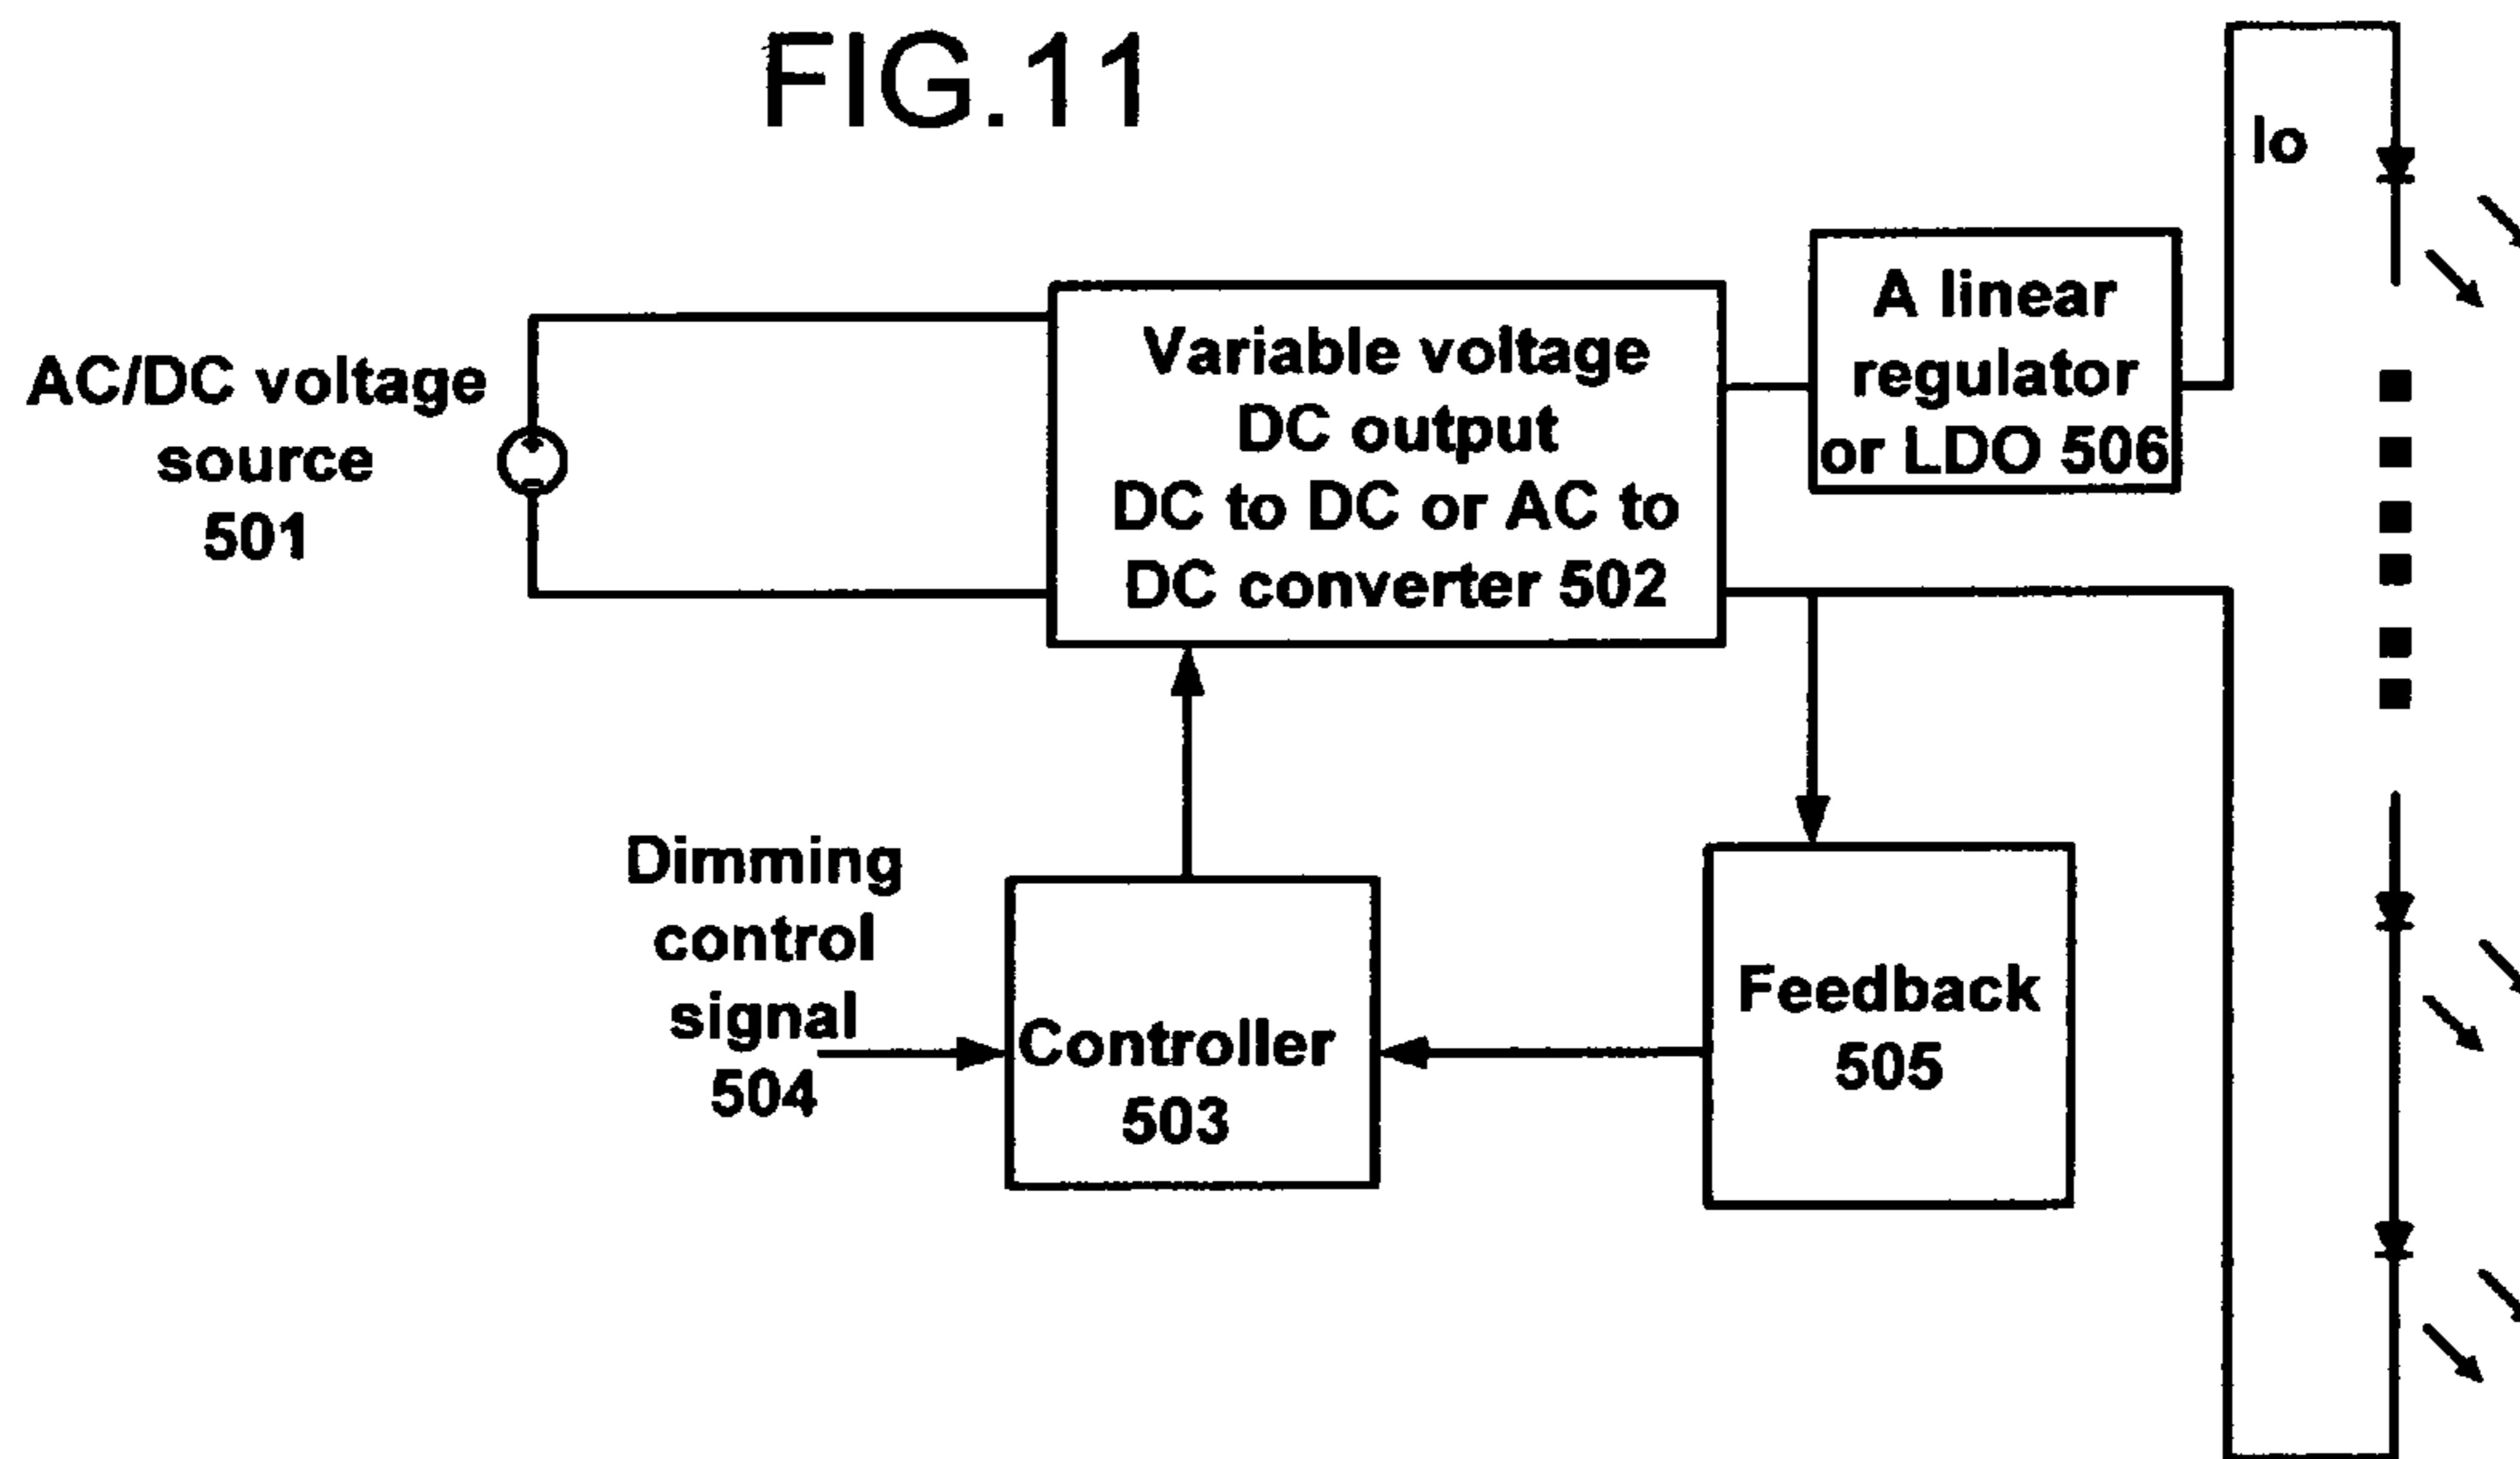 FIG.11
Io
A linear
regulator
or LDO 506
Variable voltage
DC output
DC to DC or AC to
DC converter 502
AC/DC voltage
source
501
Dimming
control
signal
504
Controller
503
Feedback
505